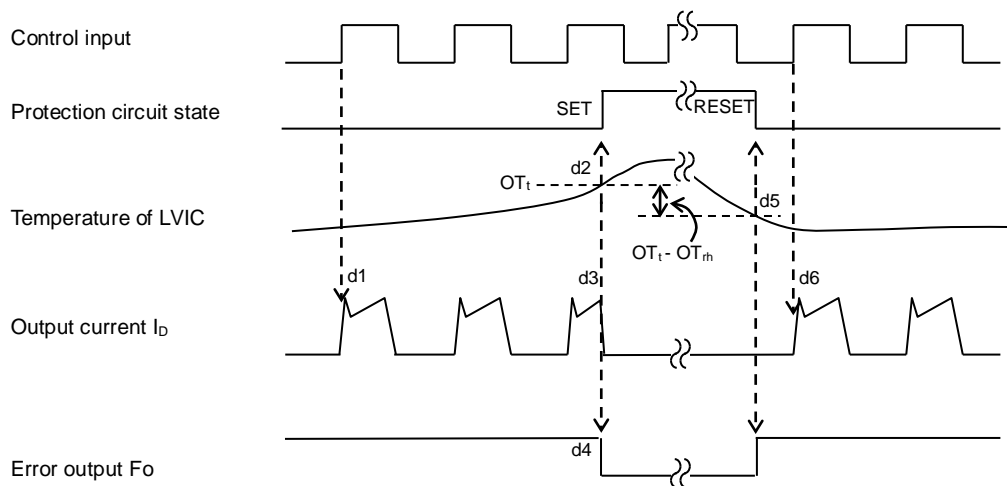 Control input
Protection circuit state
SET
RESET
d2
OTt
d5
Temperature of LVIC
OTt - OTrh
d1
d3
d6
Output current ID
d4
Error output Fo